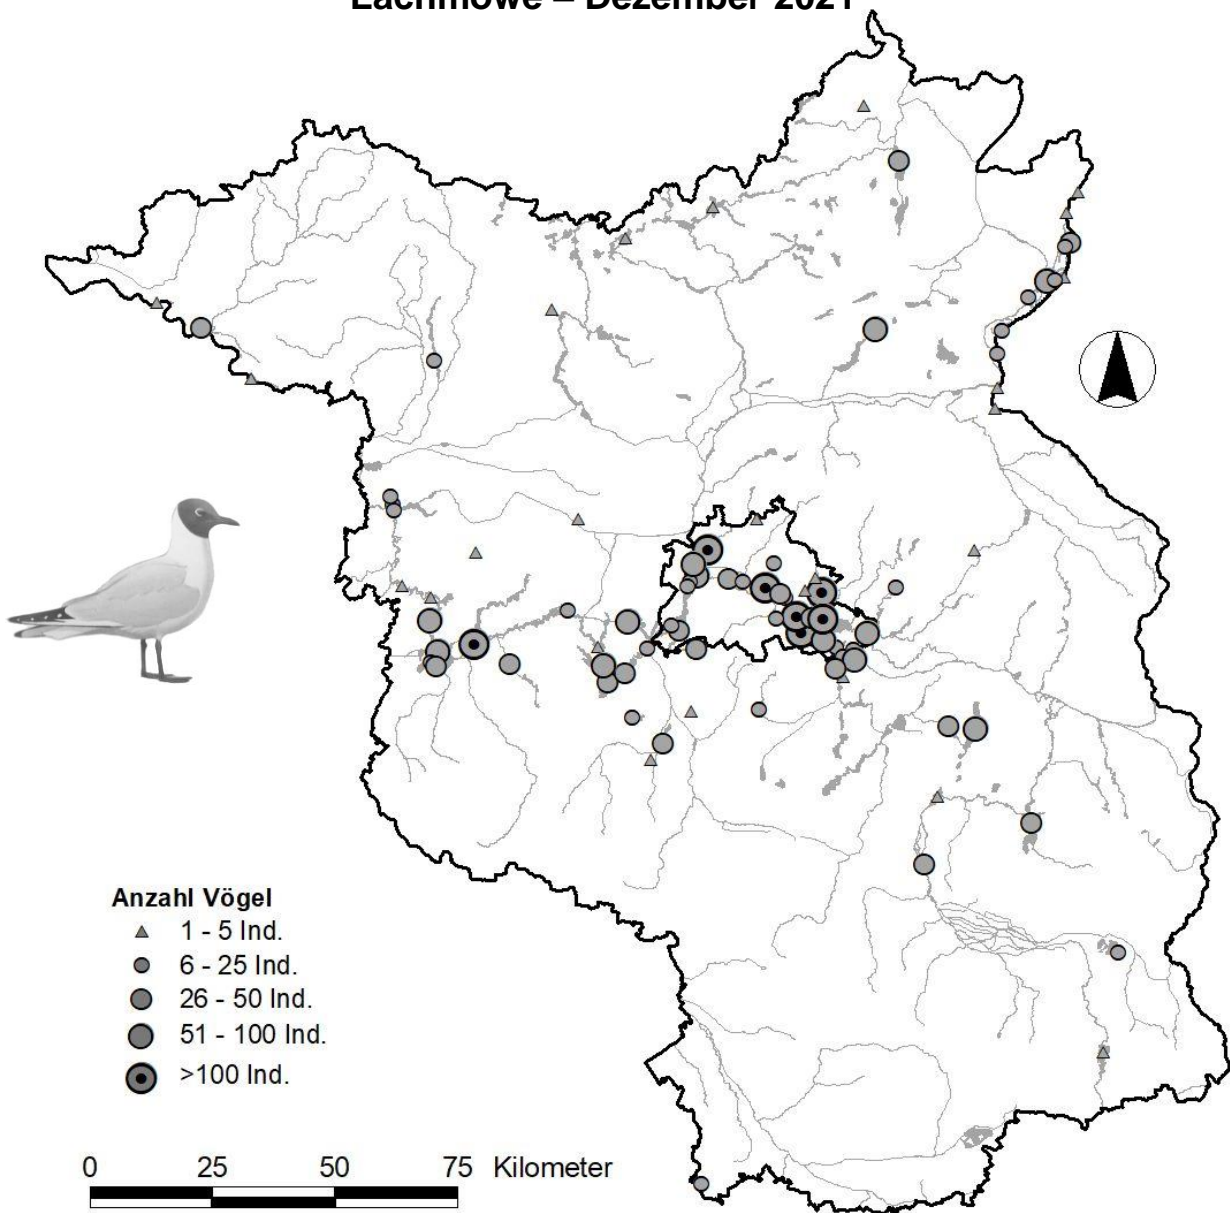 Lachmöwe – Dezember 2021
Anzahl Vögel
1 - 5 Ind.
6 - 25 Ind.
26 - 50 Ind.
51 - 100 Ind.
>100 Ind.
0 25 50 75 Kilometer